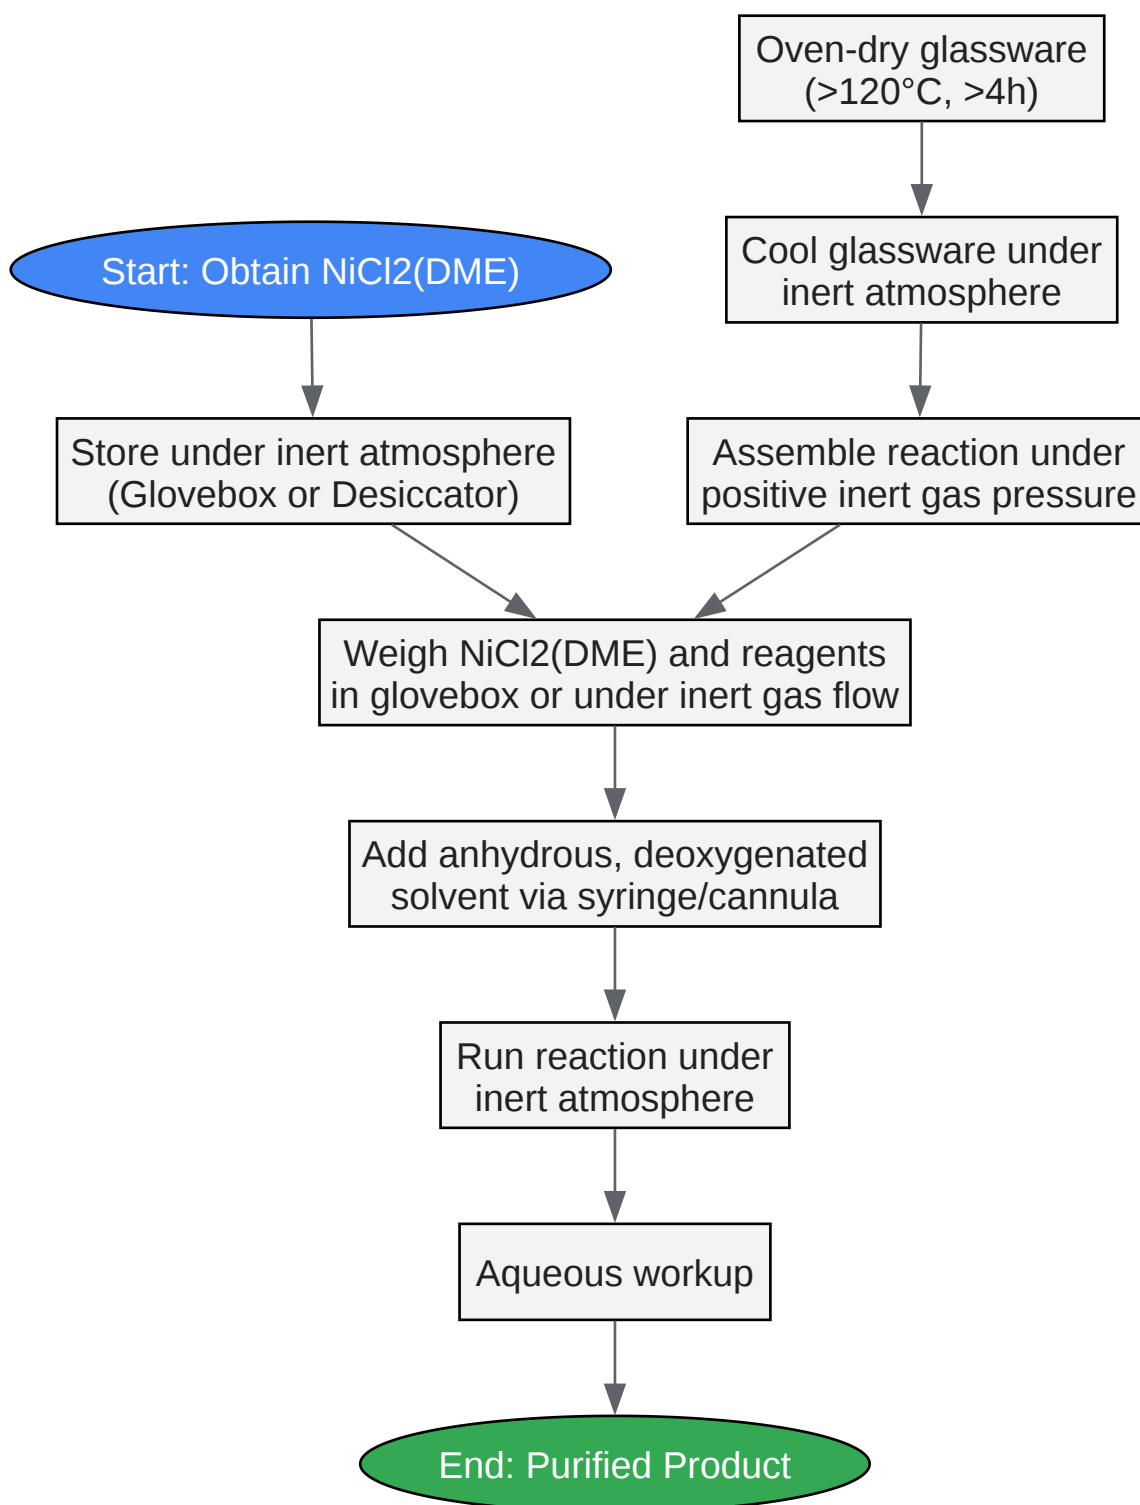 Oven-dry glassware
(>120°C, >4h)
Cool glassware under
inert atmosphere
Start: Obtain NiCl2(DME)
Store under inert atmosphere
(Glovebox or Desiccator)
Assemble reaction under
positive inert gas pressure
Weigh NiCl2(DME) and reagents
in glovebox or under inert gas flow
Add anhydrous, deoxygenated
solvent via syringe/cannula
Run reaction under
inert atmosphere
Aqueous workup
End: Purified Product